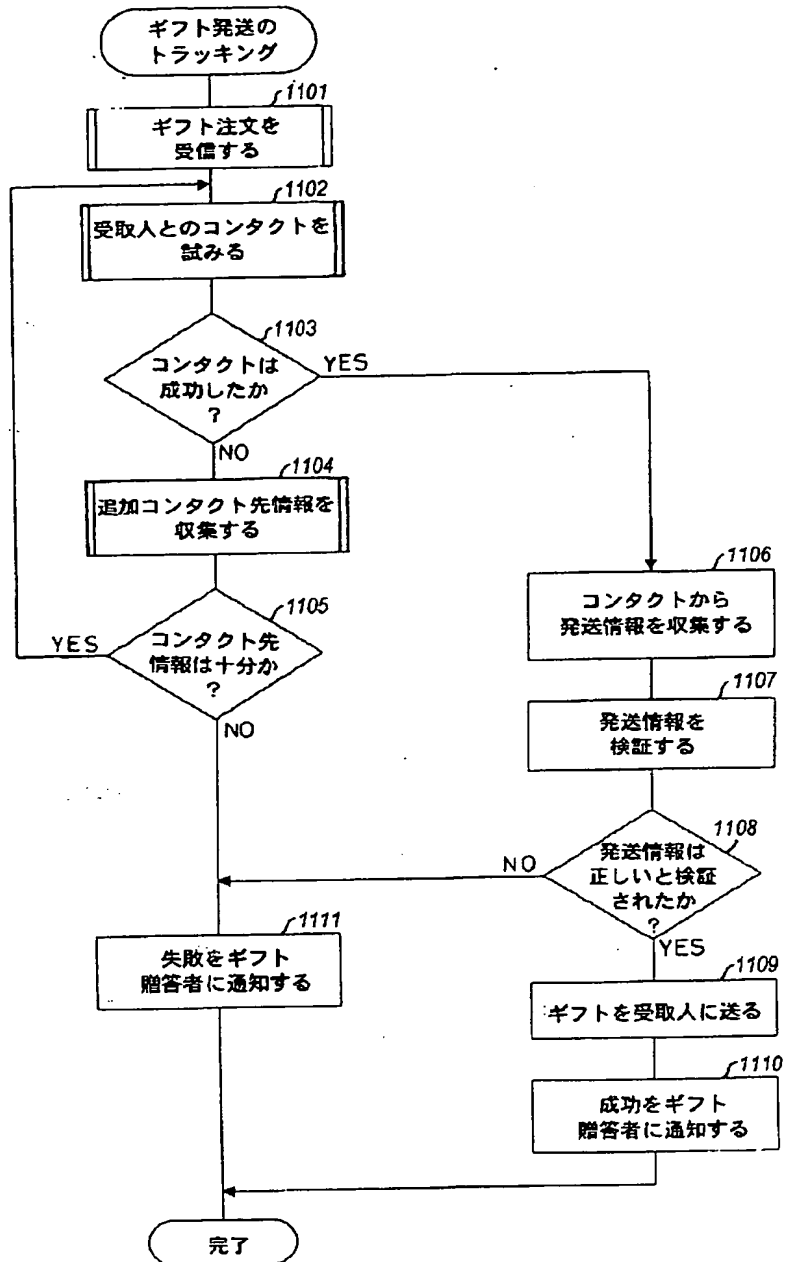 ギフト発送の
トラッキング
1101
ギフト注文を
受信する
1102
受取人とのコンタクトを
試みる
1103
コンタクトは
成功したか
?
YES
NO
1104
追加コンタクト先情報を
収集する
1105
コンタクト先
情報は十分か
?
YES
NO
1106
コンタクトから
発送情報を収集する
1107
発送情報を
検証する
1108
発送情報は
正しいと検証
されたか
?
NO
YES
1111
失敗をギフト
贈答者に通知する
1109
ギフトを受取人に送る
1110
成功をギフト
贈答者に通知する
完了